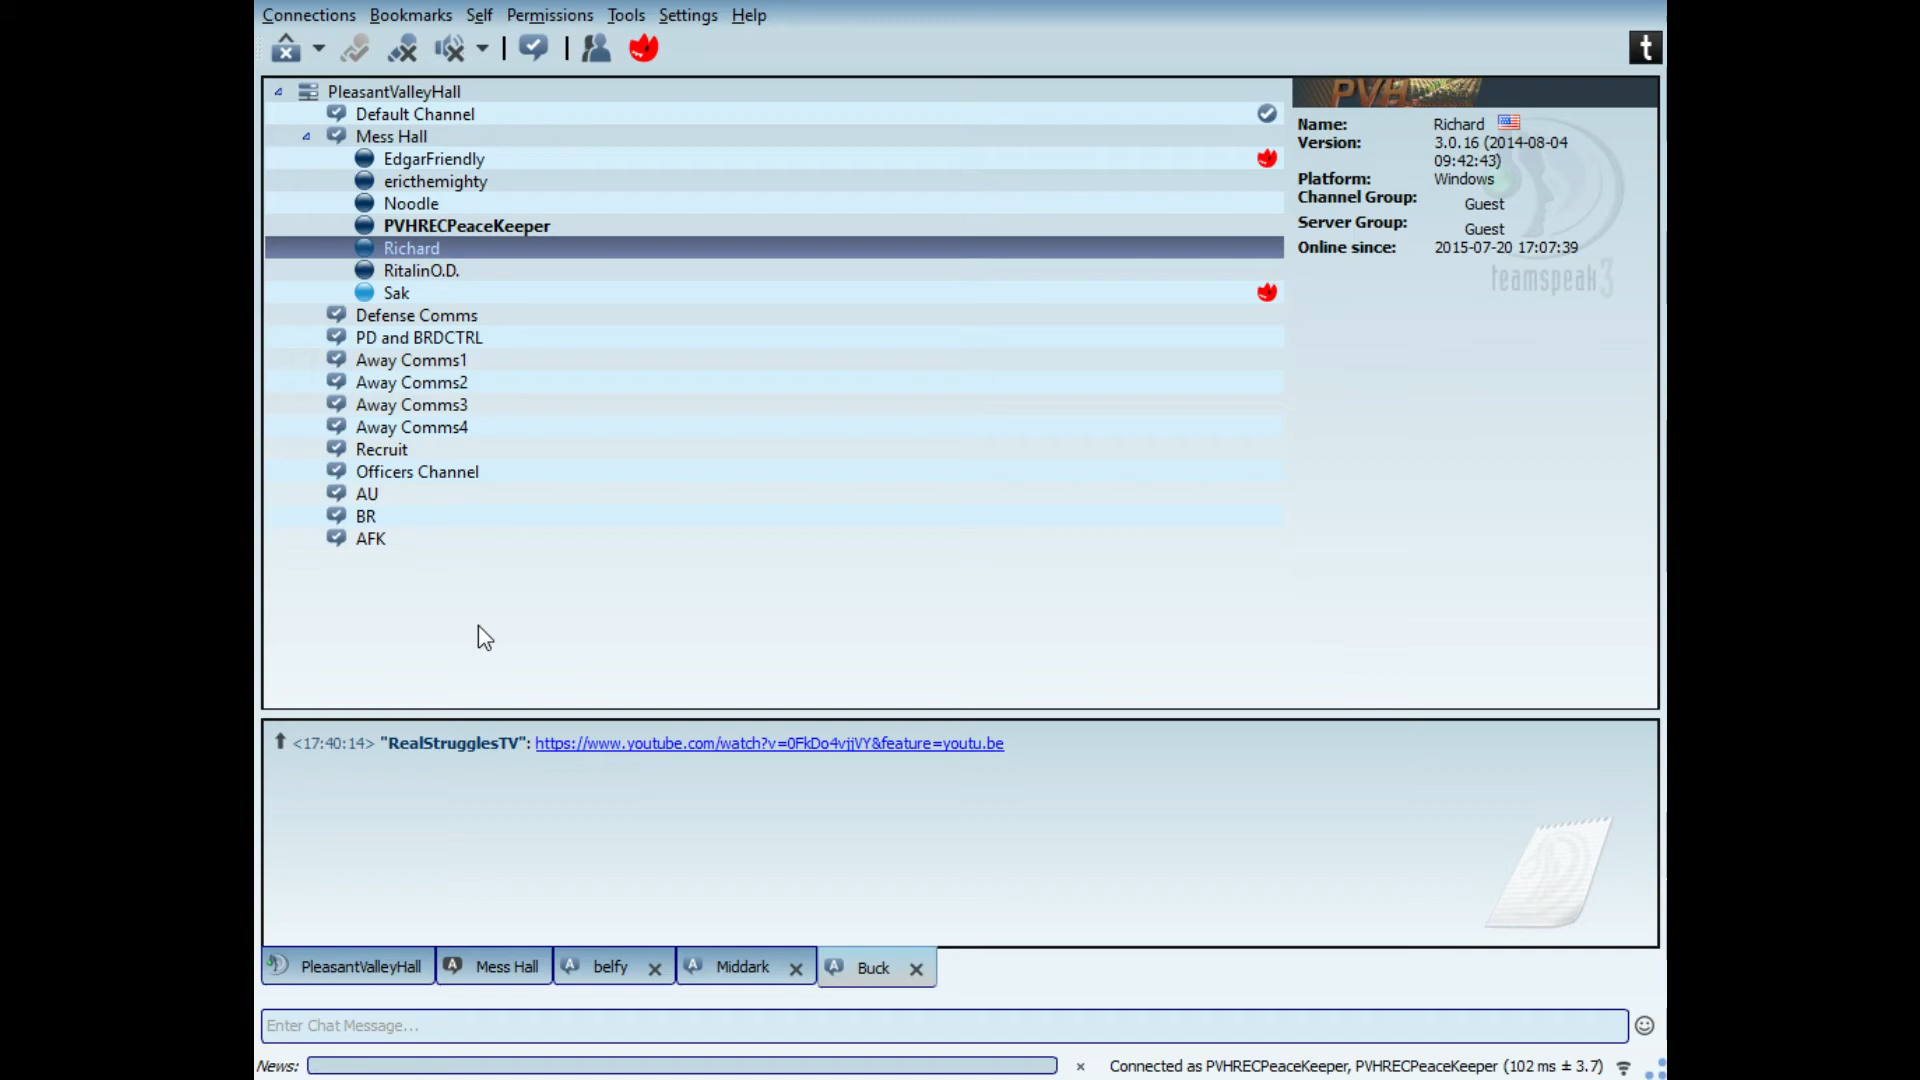 Connections Bookmarks Self Permissions Tools Settings Help
t
PleasantValleyHall
Default Channel
Mess Hall
EdgarFriendly
ericthemighty
Noodle
PVHRECPeaceKeeper
Richard
RitalinO.D.
Sak
Defense Comms
PD and BRDCTRL
Away Comms1
Away Comms2
Away Comms3
Away Comms4
Recruit
Officers Channel
AU
BR
AFK
PVH
Name: Richard
Version: 3.0.16 (2014-08-04
09:42:43)
Platform: Windows
Channel Group:
Guest
Server Group:
Guest
Online since: 2015-07-20 17:07:39
teamspeak3
<17:40:14> "RealStrugglesTV": https://www.youtube.com/watch?v=0FkDo4vjjVY&feature=youtu.be
PleasantValleyHall Mess Hall belfy Middark Buck
Enter Chat Message...
News: Connected as PVHRECPeaceKeeper, PVHRECPeaceKeeper (102 ms ± 3.7)